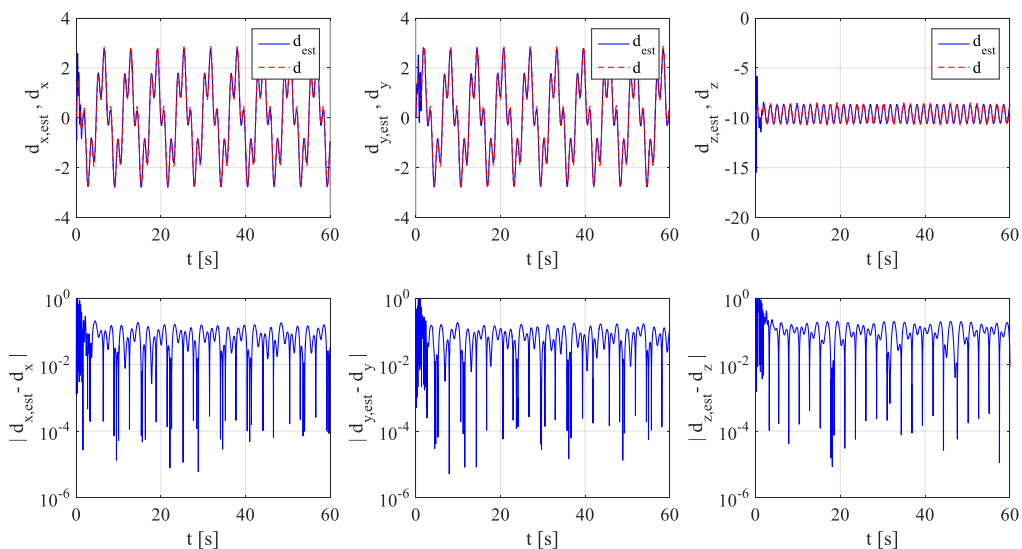 4
2
0
-2
-4
0
20
40
60
t [s]
d_x,est , d_x
d_est
d
4
2
0
-2
-4
0
20
40
60
t [s]
d_y,est , d_y
d_est
d
0
-5
-10
-15
-20
0
20
40
60
t [s]
d_z,est , d_z
d_est
d
10^0
10^-2
10^-4
10^-6
0
20
40
60
t [s]
| d_x,est - d_x |
10^0
10^-2
10^-4
10^-6
0
20
40
60
t [s]
| d_y,est - d_y |
10^0
10^-2
10^-4
10^-6
0
20
40
60
t [s]
| d_z,est - d_z |